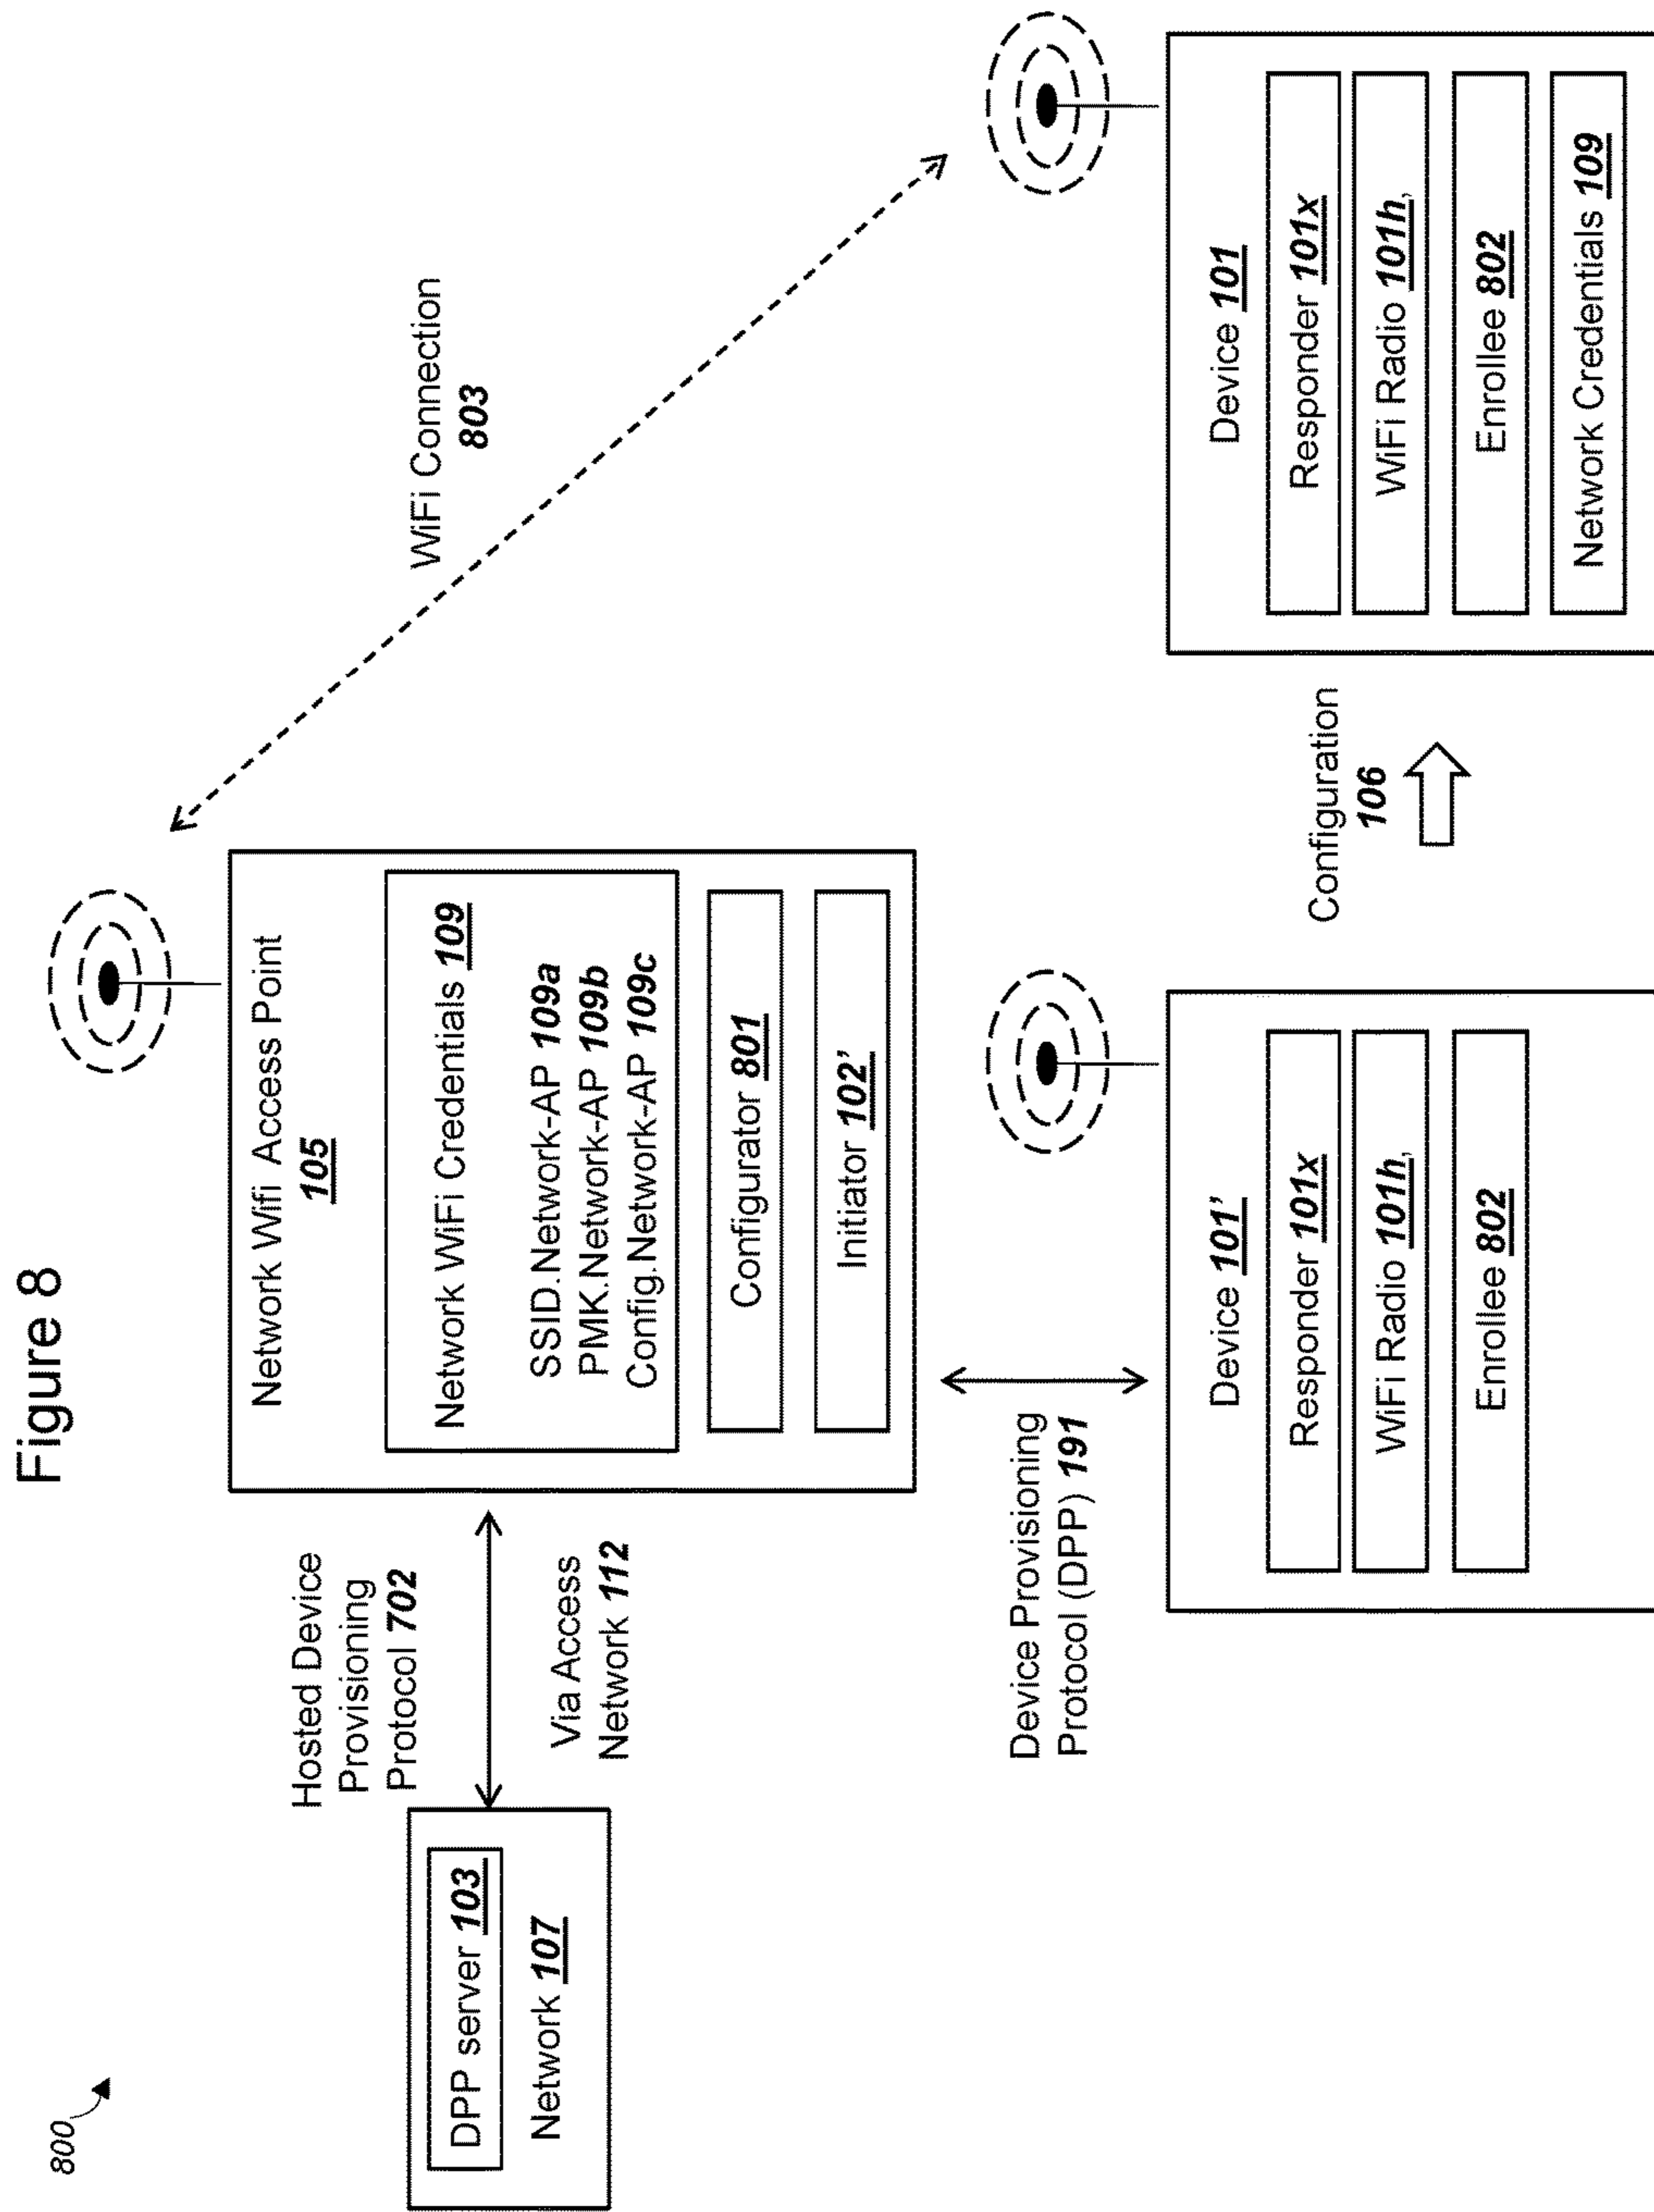 Figure 8
800
Network Wifi Access Point
105
Network WiFi Credentials 109
SSID.Network-AP 109a
PMK.Network-AP 109b
Config.Network-AP 109c
Configurator 801
Initiator 102'
Hosted Device
Provisioning
Protocol 702
Via Access
Network 112
DPP server 103
Network 107
WiFi Connection
803
Device Provisioning
Protocol (DPP) 191
Device 101'
Responder 101x
WiFi Radio 101h,
Enrollee 802
Configuration
106
Device 101
Responder 101x
WiFi Radio 101h,
Enrollee 802
Network Credentials 109